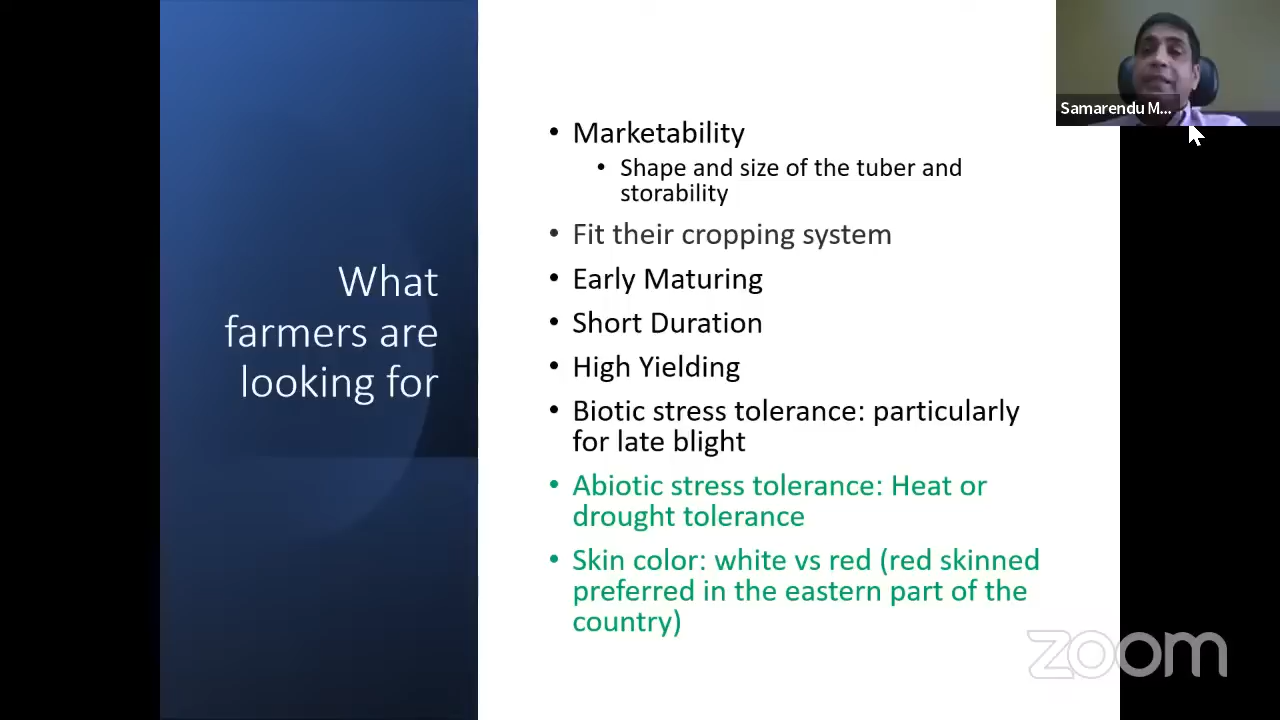 What
farmers are
looking for
• Marketability
• Shape and size of the tuber and
storability
• Fit their cropping system
• Early Maturing
• Short Duration
• High Yielding
• Biotic stress tolerance: particularly
for late blight
• Abiotic stress tolerance: Heat or
drought tolerance
• Skin color: white vs red (red skinned
preferred in the eastern part of the
country)
Samarendu M...
zoom